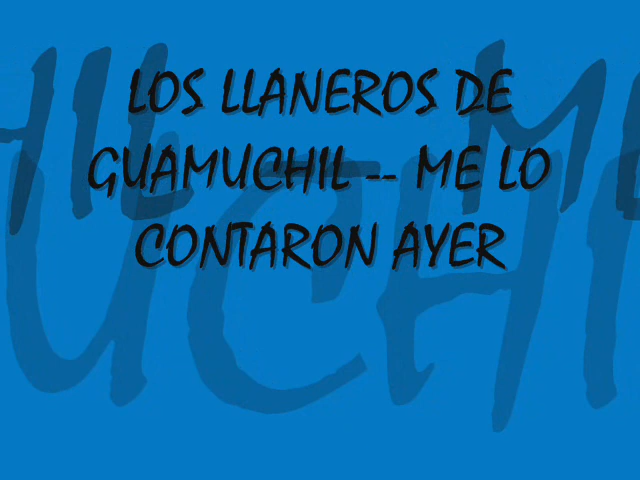 LOS LLANEROS DE
GUAMUCHIL -- ME LO
CONTARON AYER